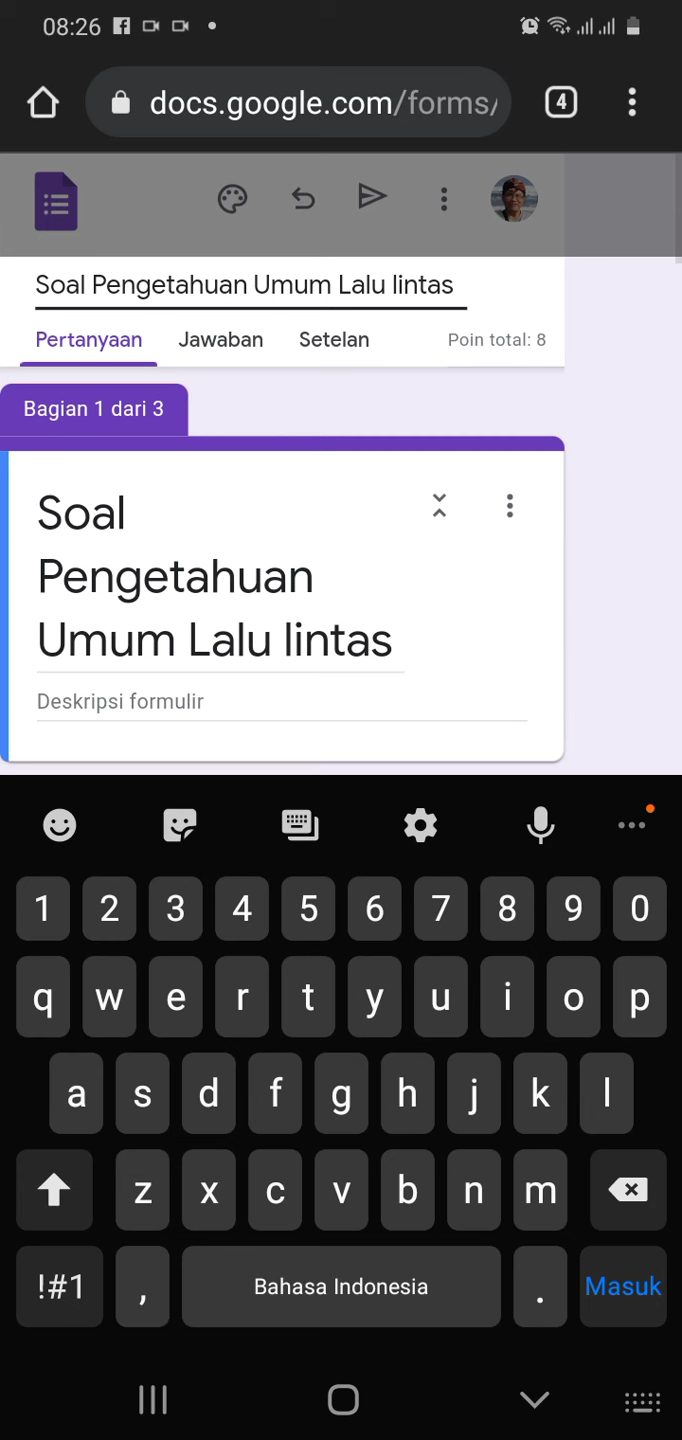 08:26
docs.google.com/forms/
4
Soal Pengetahuan Umum Lalu lintas
Pertanyaan Jawaban Setelan Poin total: 8
Bagian 1 dari 3
Soal
Pengetahuan
Umum Lalu lintas
Deskripsi formulir
1 2 3 4 5 6 7 8 9 0
q w e r t y u i o p
a s d f g h j k l
z x c v b n m
!#1 , Bahasa Indonesia . Masuk